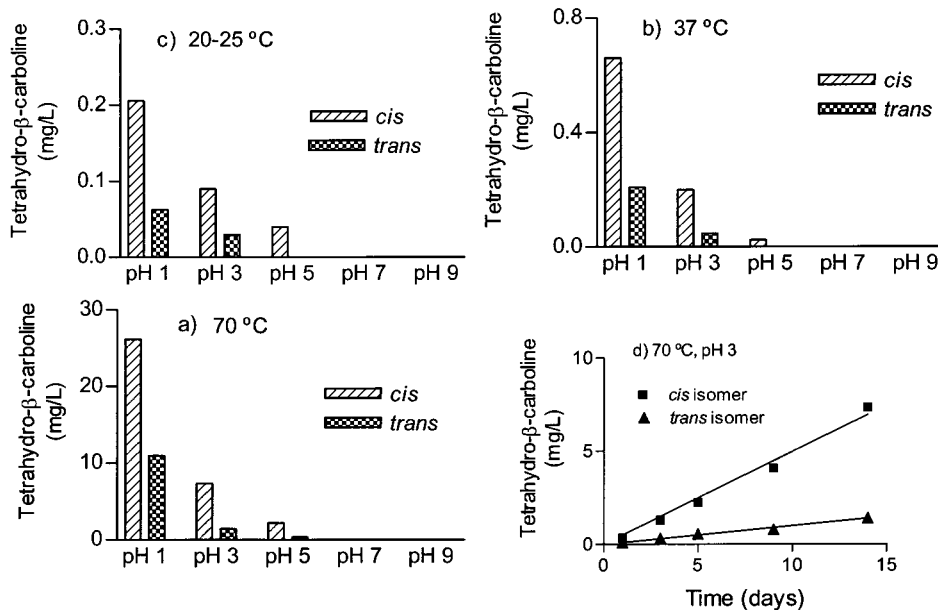 Tetrahydro-β-carboline
(mg/L)
0.3
0.2
0.1
0.0
c) 20-25 ºC
cis
trans
pH 1 pH 3 pH 5 pH 7 pH 9
Tetrahydro-β-carboline
(mg/L)
0.8
0.4
0.0
b) 37 ºC
cis
trans
pH 1 pH 3 pH 5 pH 7 pH 9
Tetrahydro-β-carboline
(mg/L)
30
20
10
0
a) 70 ºC
cis
trans
pH 1 pH 3 pH 5 pH 7 pH 9
Tetrahydro-β-carboline
(mg/L)
10
5
0
d) 70 ºC, pH 3
cis isomer
trans isomer
0 5 10 15
Time (days)